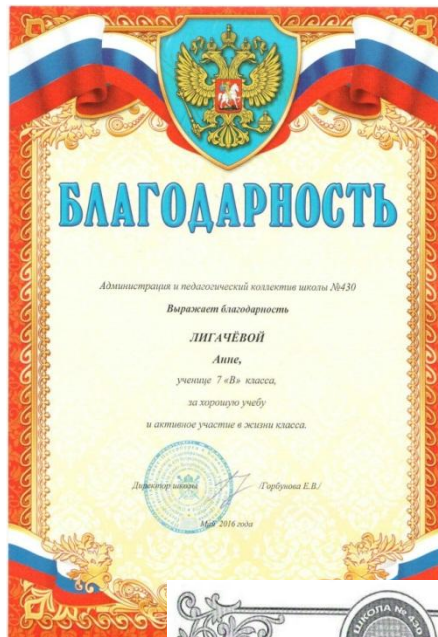 БЛАГОДАРНОСТЬ
Администрация и педагогический коллектив школы №430
Выражает благодарность
ЛИГАЧЁВОЙ
Анне,
ученице 7 «В» класса,
за хорошую учебу
и активное участие в жизни класса.
Директор школы /Горбунова Е.В./
Май 2016 года
ШКОЛА № 430